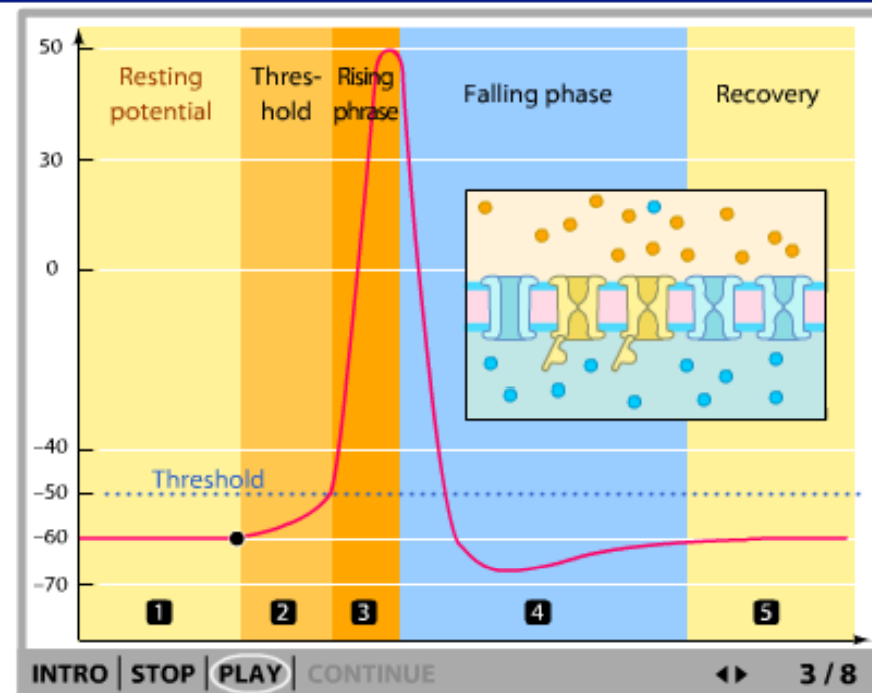 50
30
0
–40
–50
–60
–70
Resting
potential
Thres-
hold
Rising
phrase
Falling phase
Recovery
Threshold
1
2
3
4
5
INTRO | STOP | PLAY | CONTINUE
3 / 8